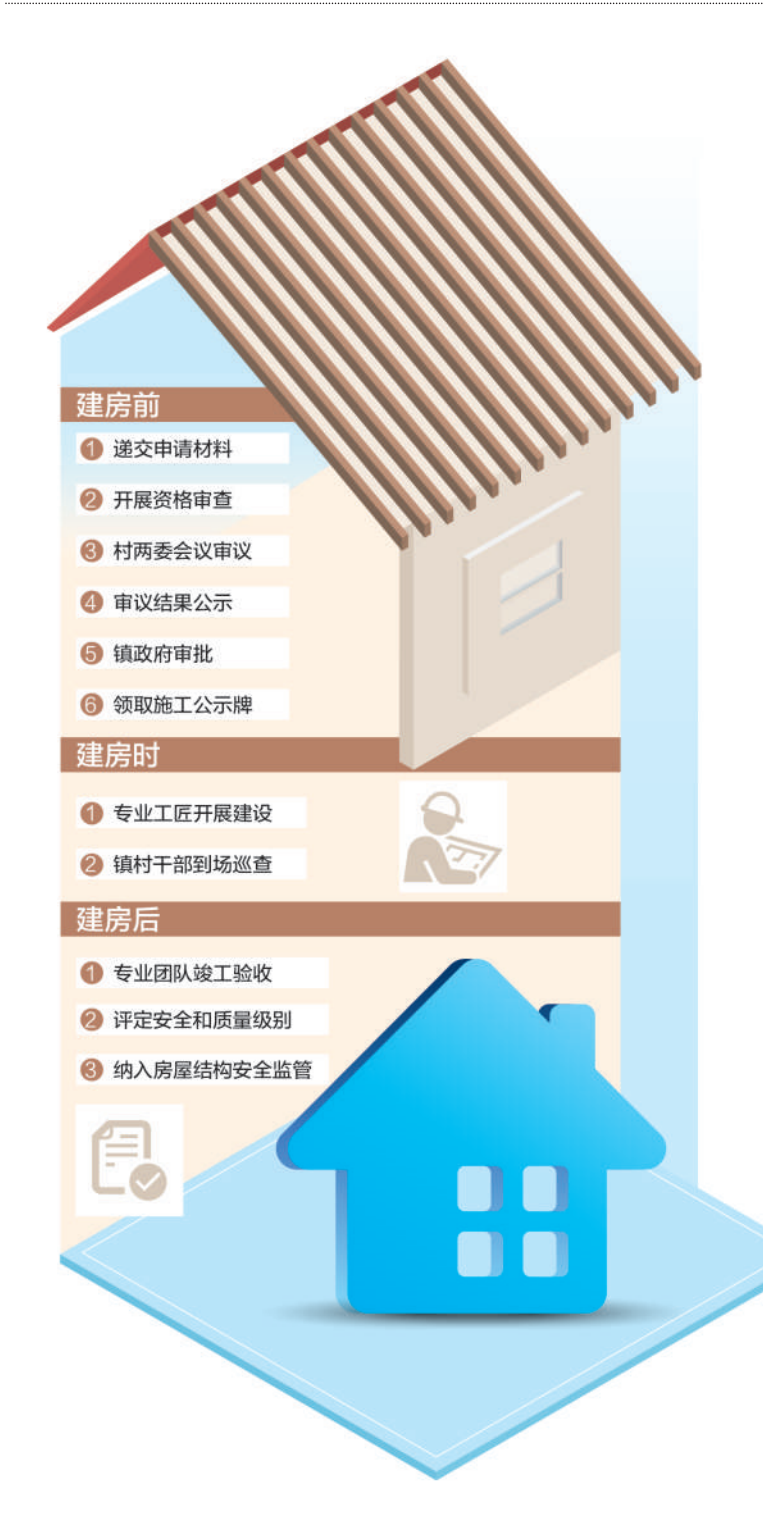 建房前
1 递交申请材料
2 开展资格审查
3 村两委会议审议
4 审议结果公示
5 镇政府审批
6 领取施工公示牌
建房时
1 专业工匠开展建设
2 镇村干部到场巡查
建房后
1 专业团队竣工验收
2 评定安全和质量级别
3 纳入房屋结构安全监管